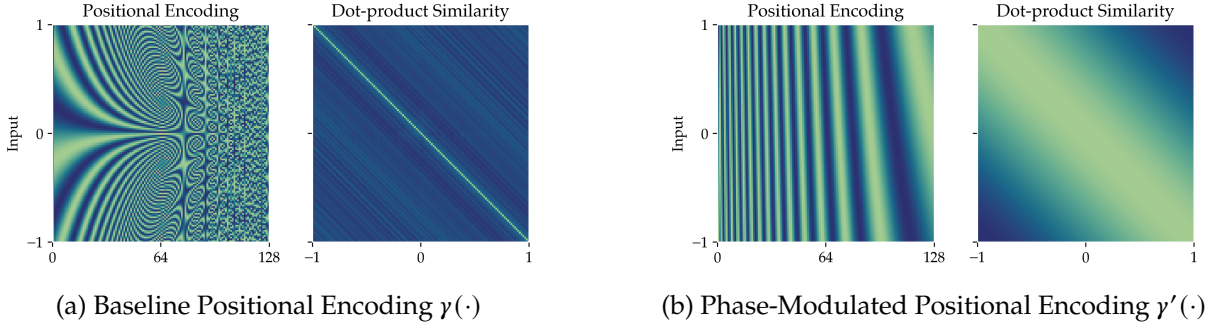 Positional Encoding
Dot-product Similarity
Input
1
0
−1
0
64
128
−1
0
1
(a) Baseline Positional Encoding γ(·)
Positional Encoding
Dot-product Similarity
Input
1
0
−1
0
64
128
−1
0
1
(b) Phase-Modulated Positional Encoding γ′(·)